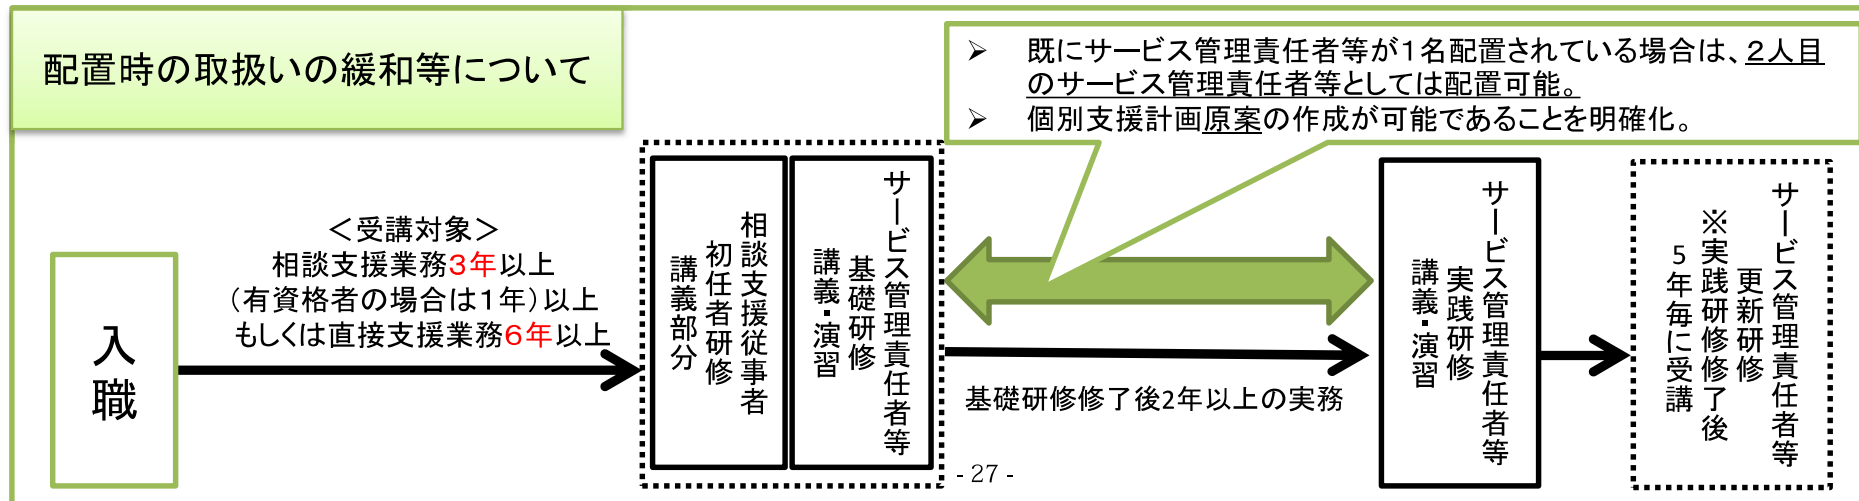 配置時の取扱いの緩和等について
➢ 既にサービス管理責任者等が1名配置されている場合は、2人目
のサービス管理責任者等としては配置可能。
➢ 個別支援計画原案の作成が可能であることを明確化。
入職
＜受講対象＞
相談支援業務3年以上
（有資格者の場合は1年）以上
もしくは直接支援業務6年以上
相談支援従事者
初任者研修
講義部分
サービス管理責任者等
基礎研修
講義・演習
基礎研修修了後2年以上の実務
サービス管理責任者等
実践研修
講義・演習
サービス管理責任者等
更新研修
※実践研修修了後
5年毎に受講
- 27 -